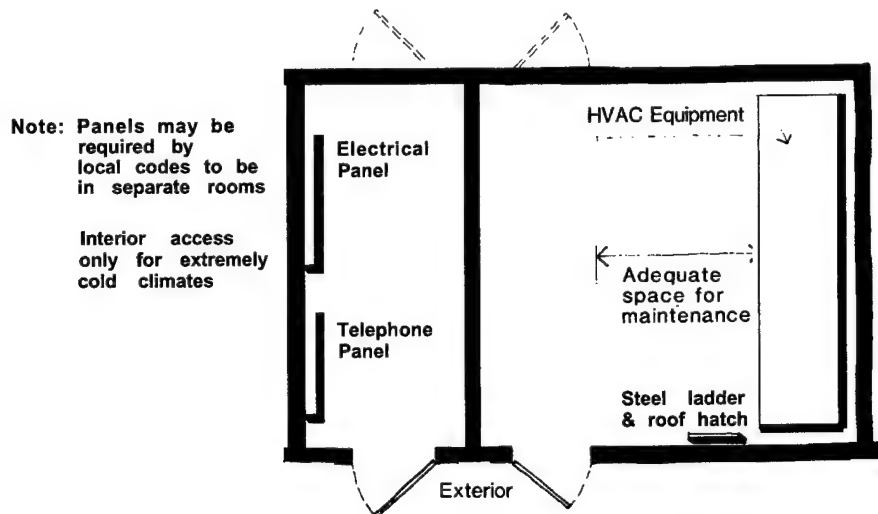 Note: Panels may be
required by
local codes to be
in separate rooms
Interior access
only for extremely
cold climates
Electrical
Panel
Telephone
Panel
HVAC Equipment
Adequate
space for
maintenance
Steel ladder
& roof hatch
Exterior